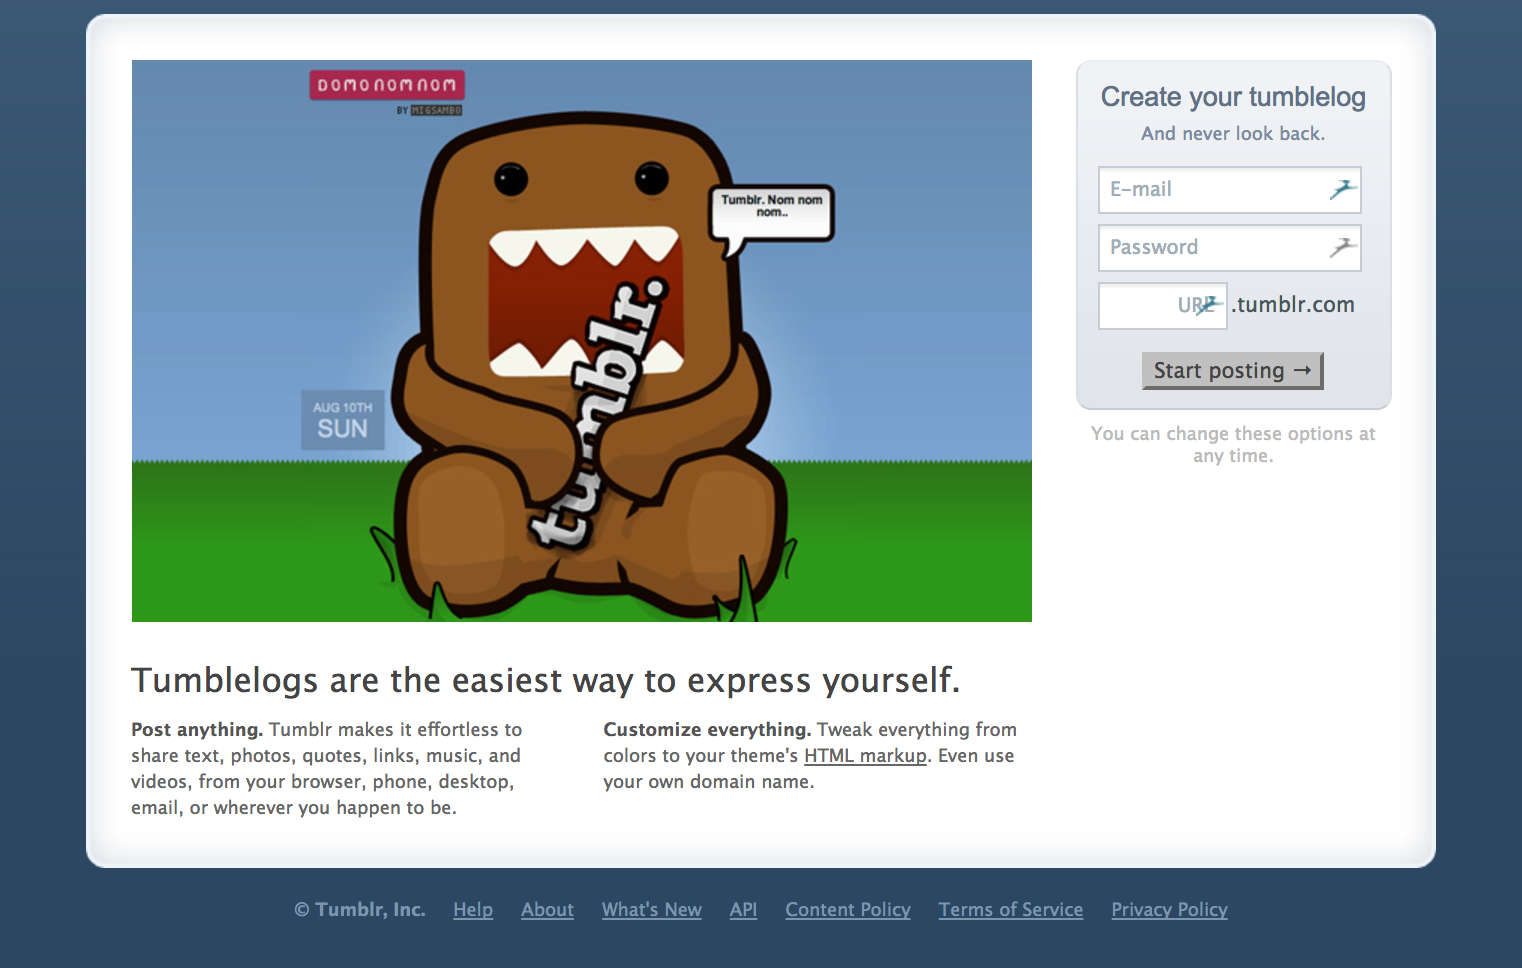 DOMONOMNOM
BY MIGSAMBO
Tumblr. Nom nom
nom..
tumblr.
AUG 10TH
SUN
Create your tumblelog
And never look back.
E-mail
Password
URL .tumblr.com
Start posting →
You can change these options at
any time.
Tumblelogs are the easiest way to express yourself.
Post anything. Tumblr makes it effortless to
share text, photos, quotes, links, music, and
videos, from your browser, phone, desktop,
email, or wherever you happen to be.
Customize everything. Tweak everything from
colors to your theme's HTML markup. Even use
your own domain name.
© Tumblr, Inc. Help About What's New API Content Policy Terms of Service Privacy Policy